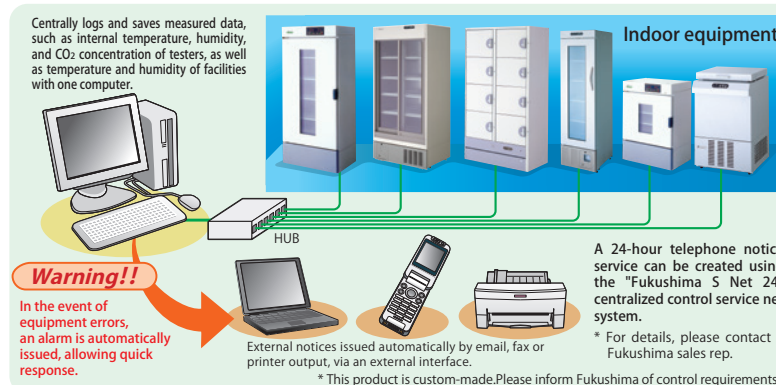 Centrally logs and saves measured data,
such as internal temperature, humidity,
and CO2 concentration of testers, as well
as temperature and humidity of facilities
with one computer.
Indoor equipment
HUB
Warning!!
In the event of
equipment errors,
an alarm is automatically
issued, allowing quick
response.
External notices issued automatically by email, fax or
printer output, via an external interface.
A 24-hour telephone notic
service can be created usin
the "Fukushima S Net 24
centralized control service ne
system.
* For details, please contact
Fukushima sales rep.
* This product is custom-made.Please inform Fukushima of control requirements